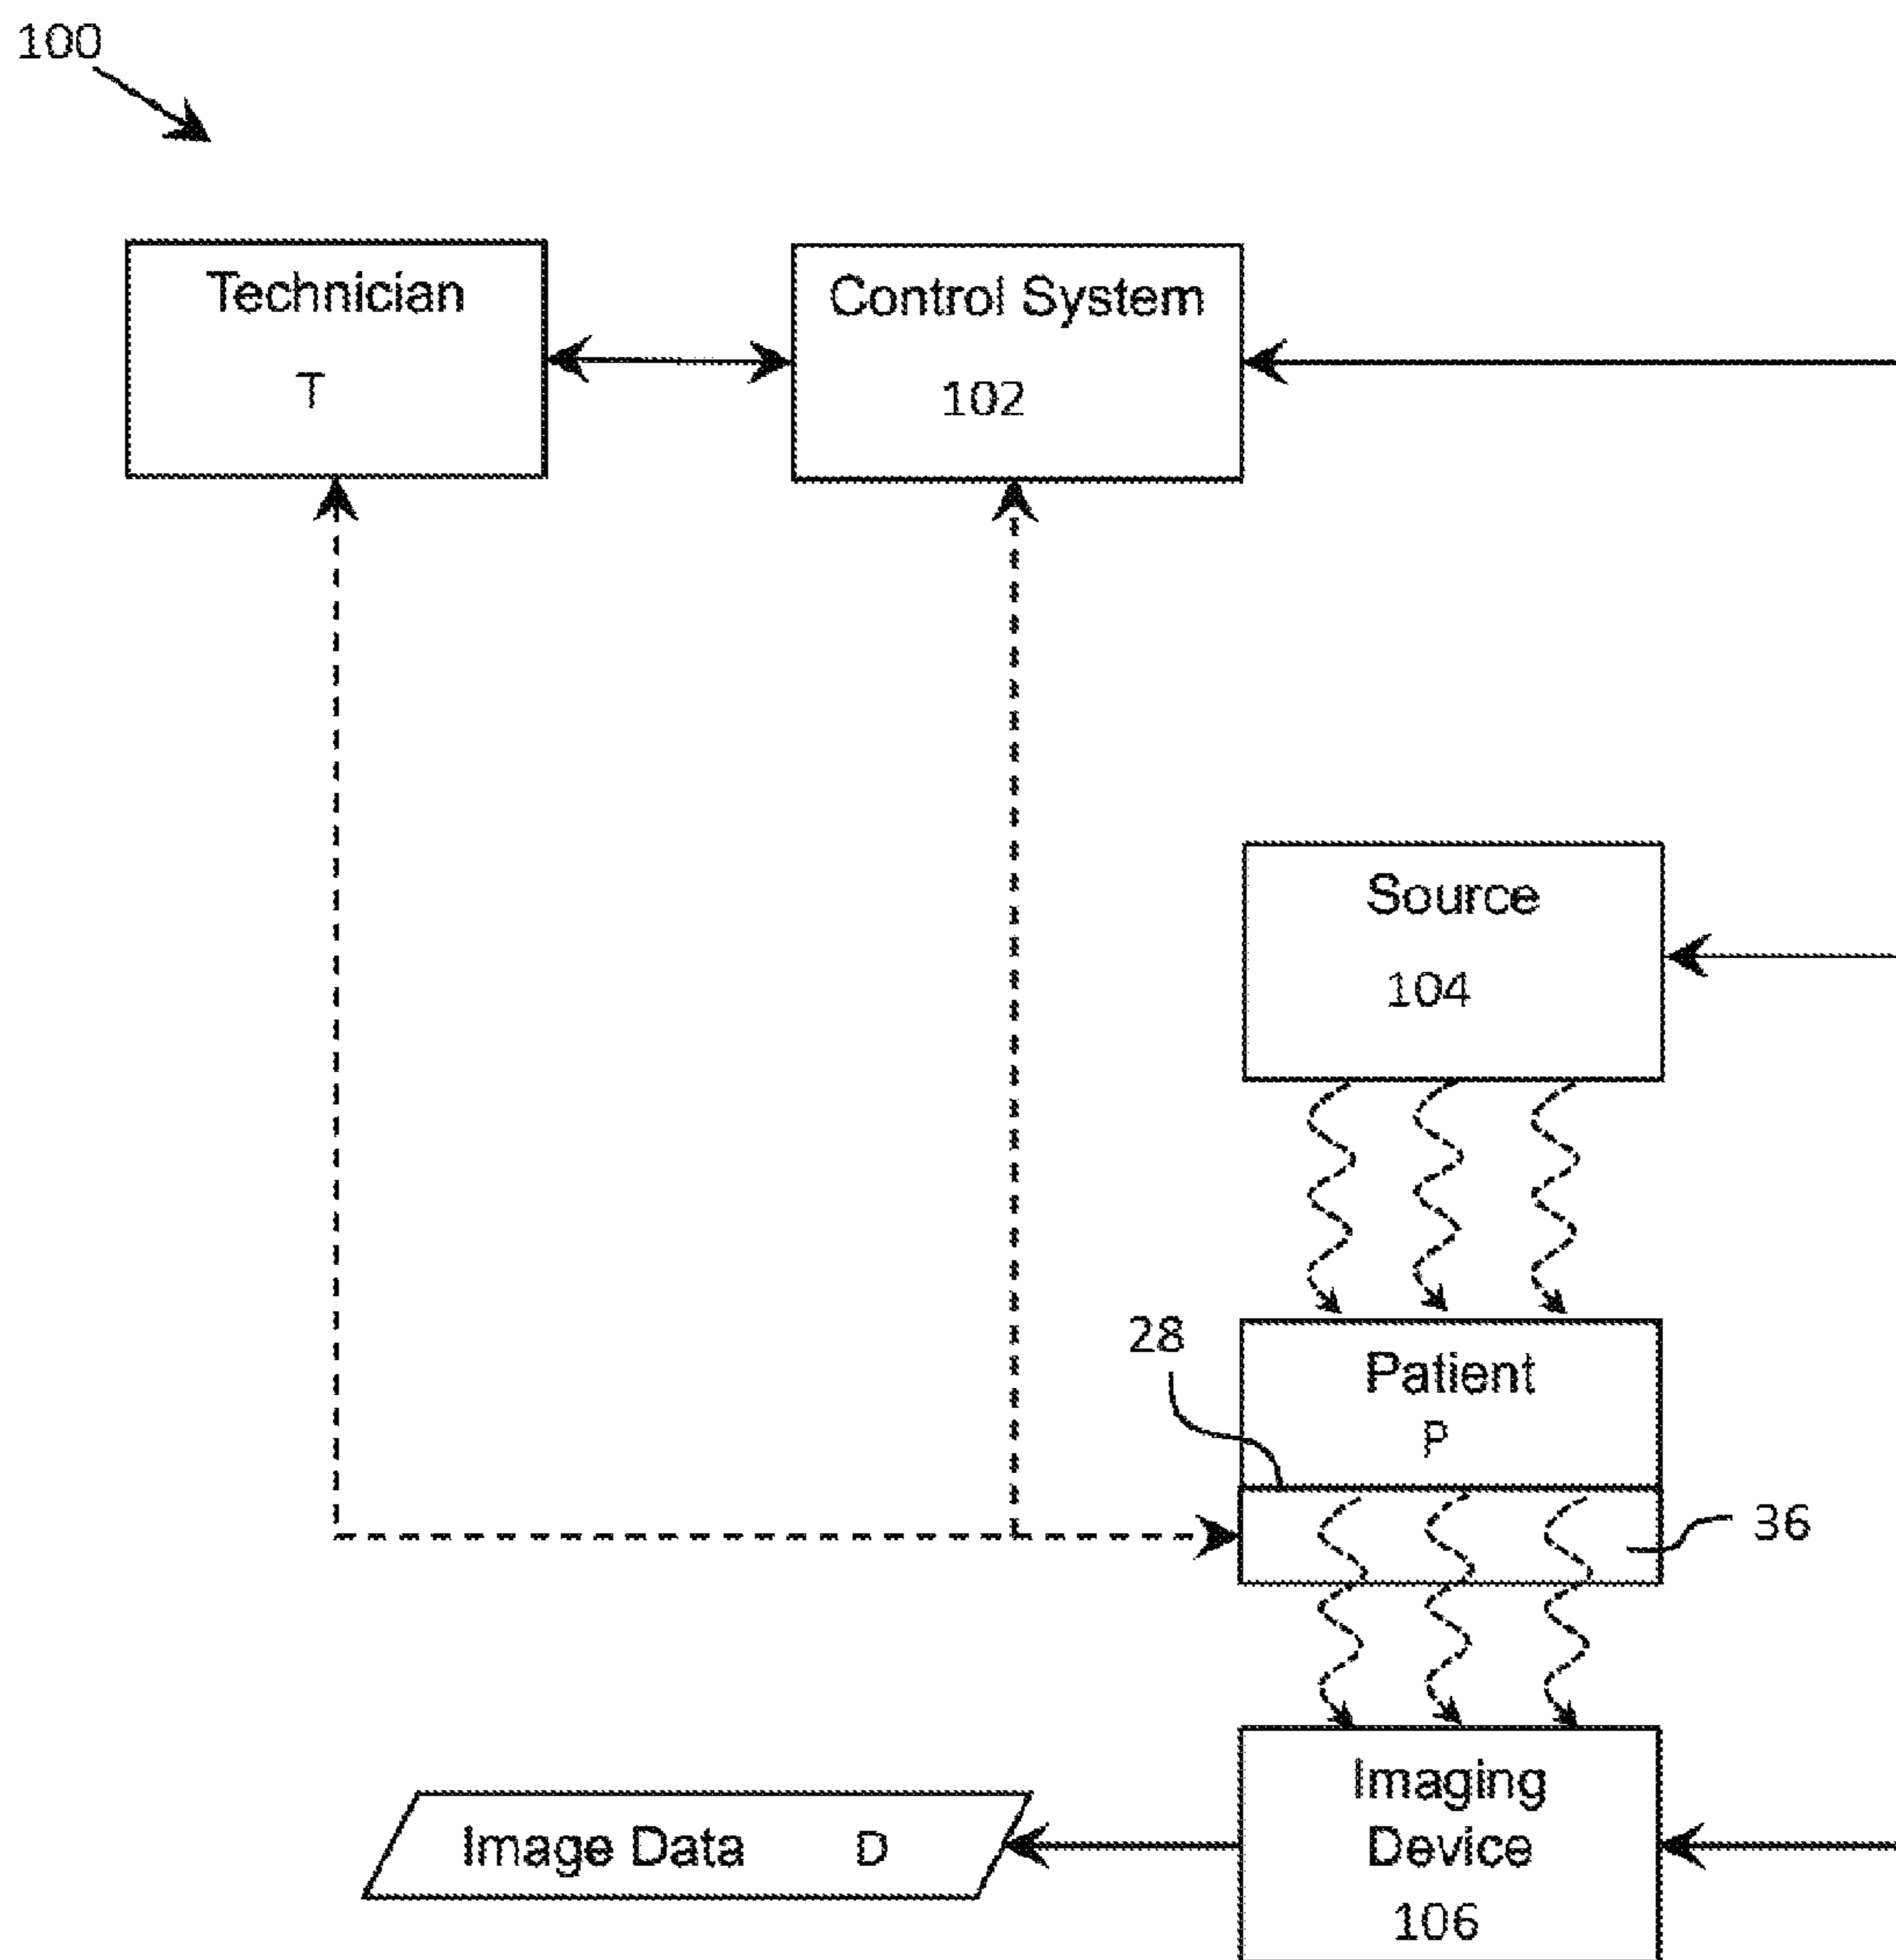 100
Technician
T
Control System
102
Source
104
28
Patient
P
36
Imaging
Device
106
Image Data D